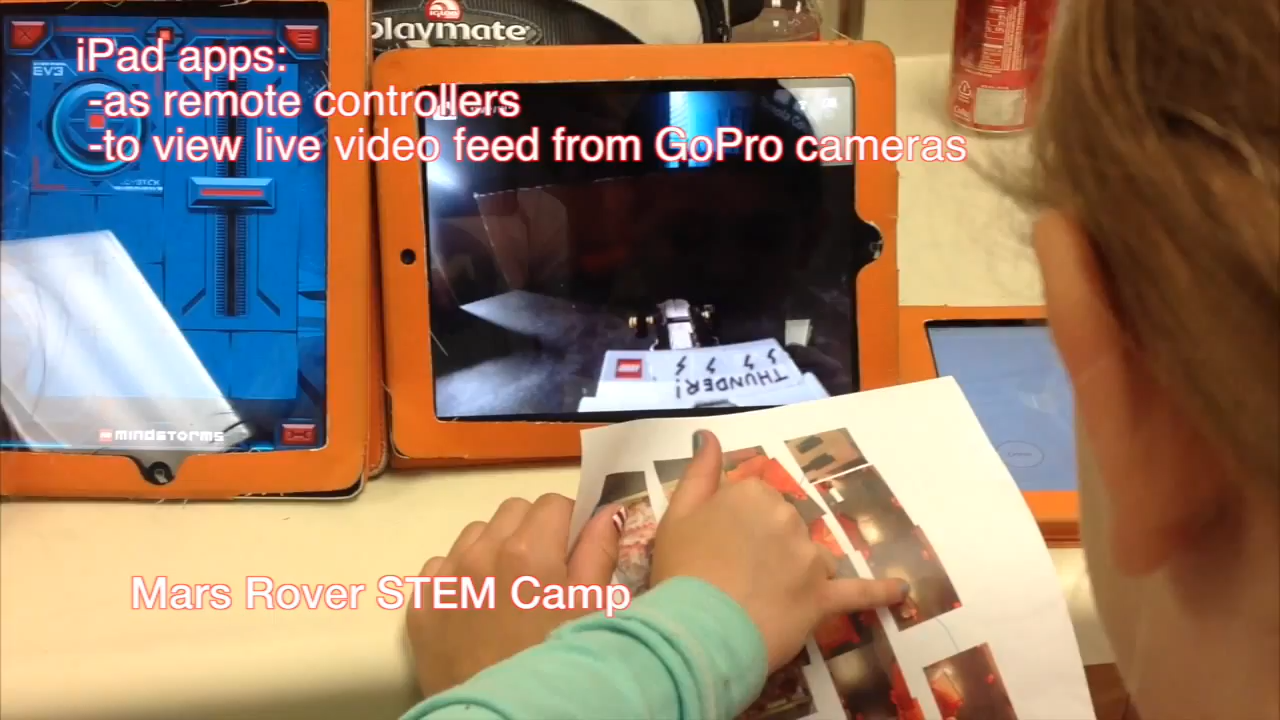 playmate
iPad apps:
-as remote controllers
-to view live video feed from GoPro cameras
EV3
THUNDER!
mindstorms
Mars Rover STEM Camp